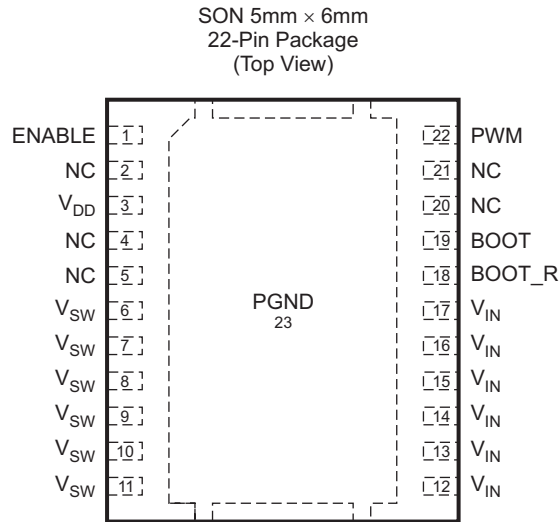 SON 5mm × 6mm
22-Pin Package
(Top View)
ENABLE 1 22 PWM
NC 2 21 NC
VDD 3 20 NC
NC 4 19 BOOT
NC 5 18 BOOT_R
PGND
23
VSW 6 17 VIN
VSW 7 16 VIN
VSW 8 15 VIN
VSW 9 14 VIN
VSW 10 13 VIN
VSW 11 12 VIN